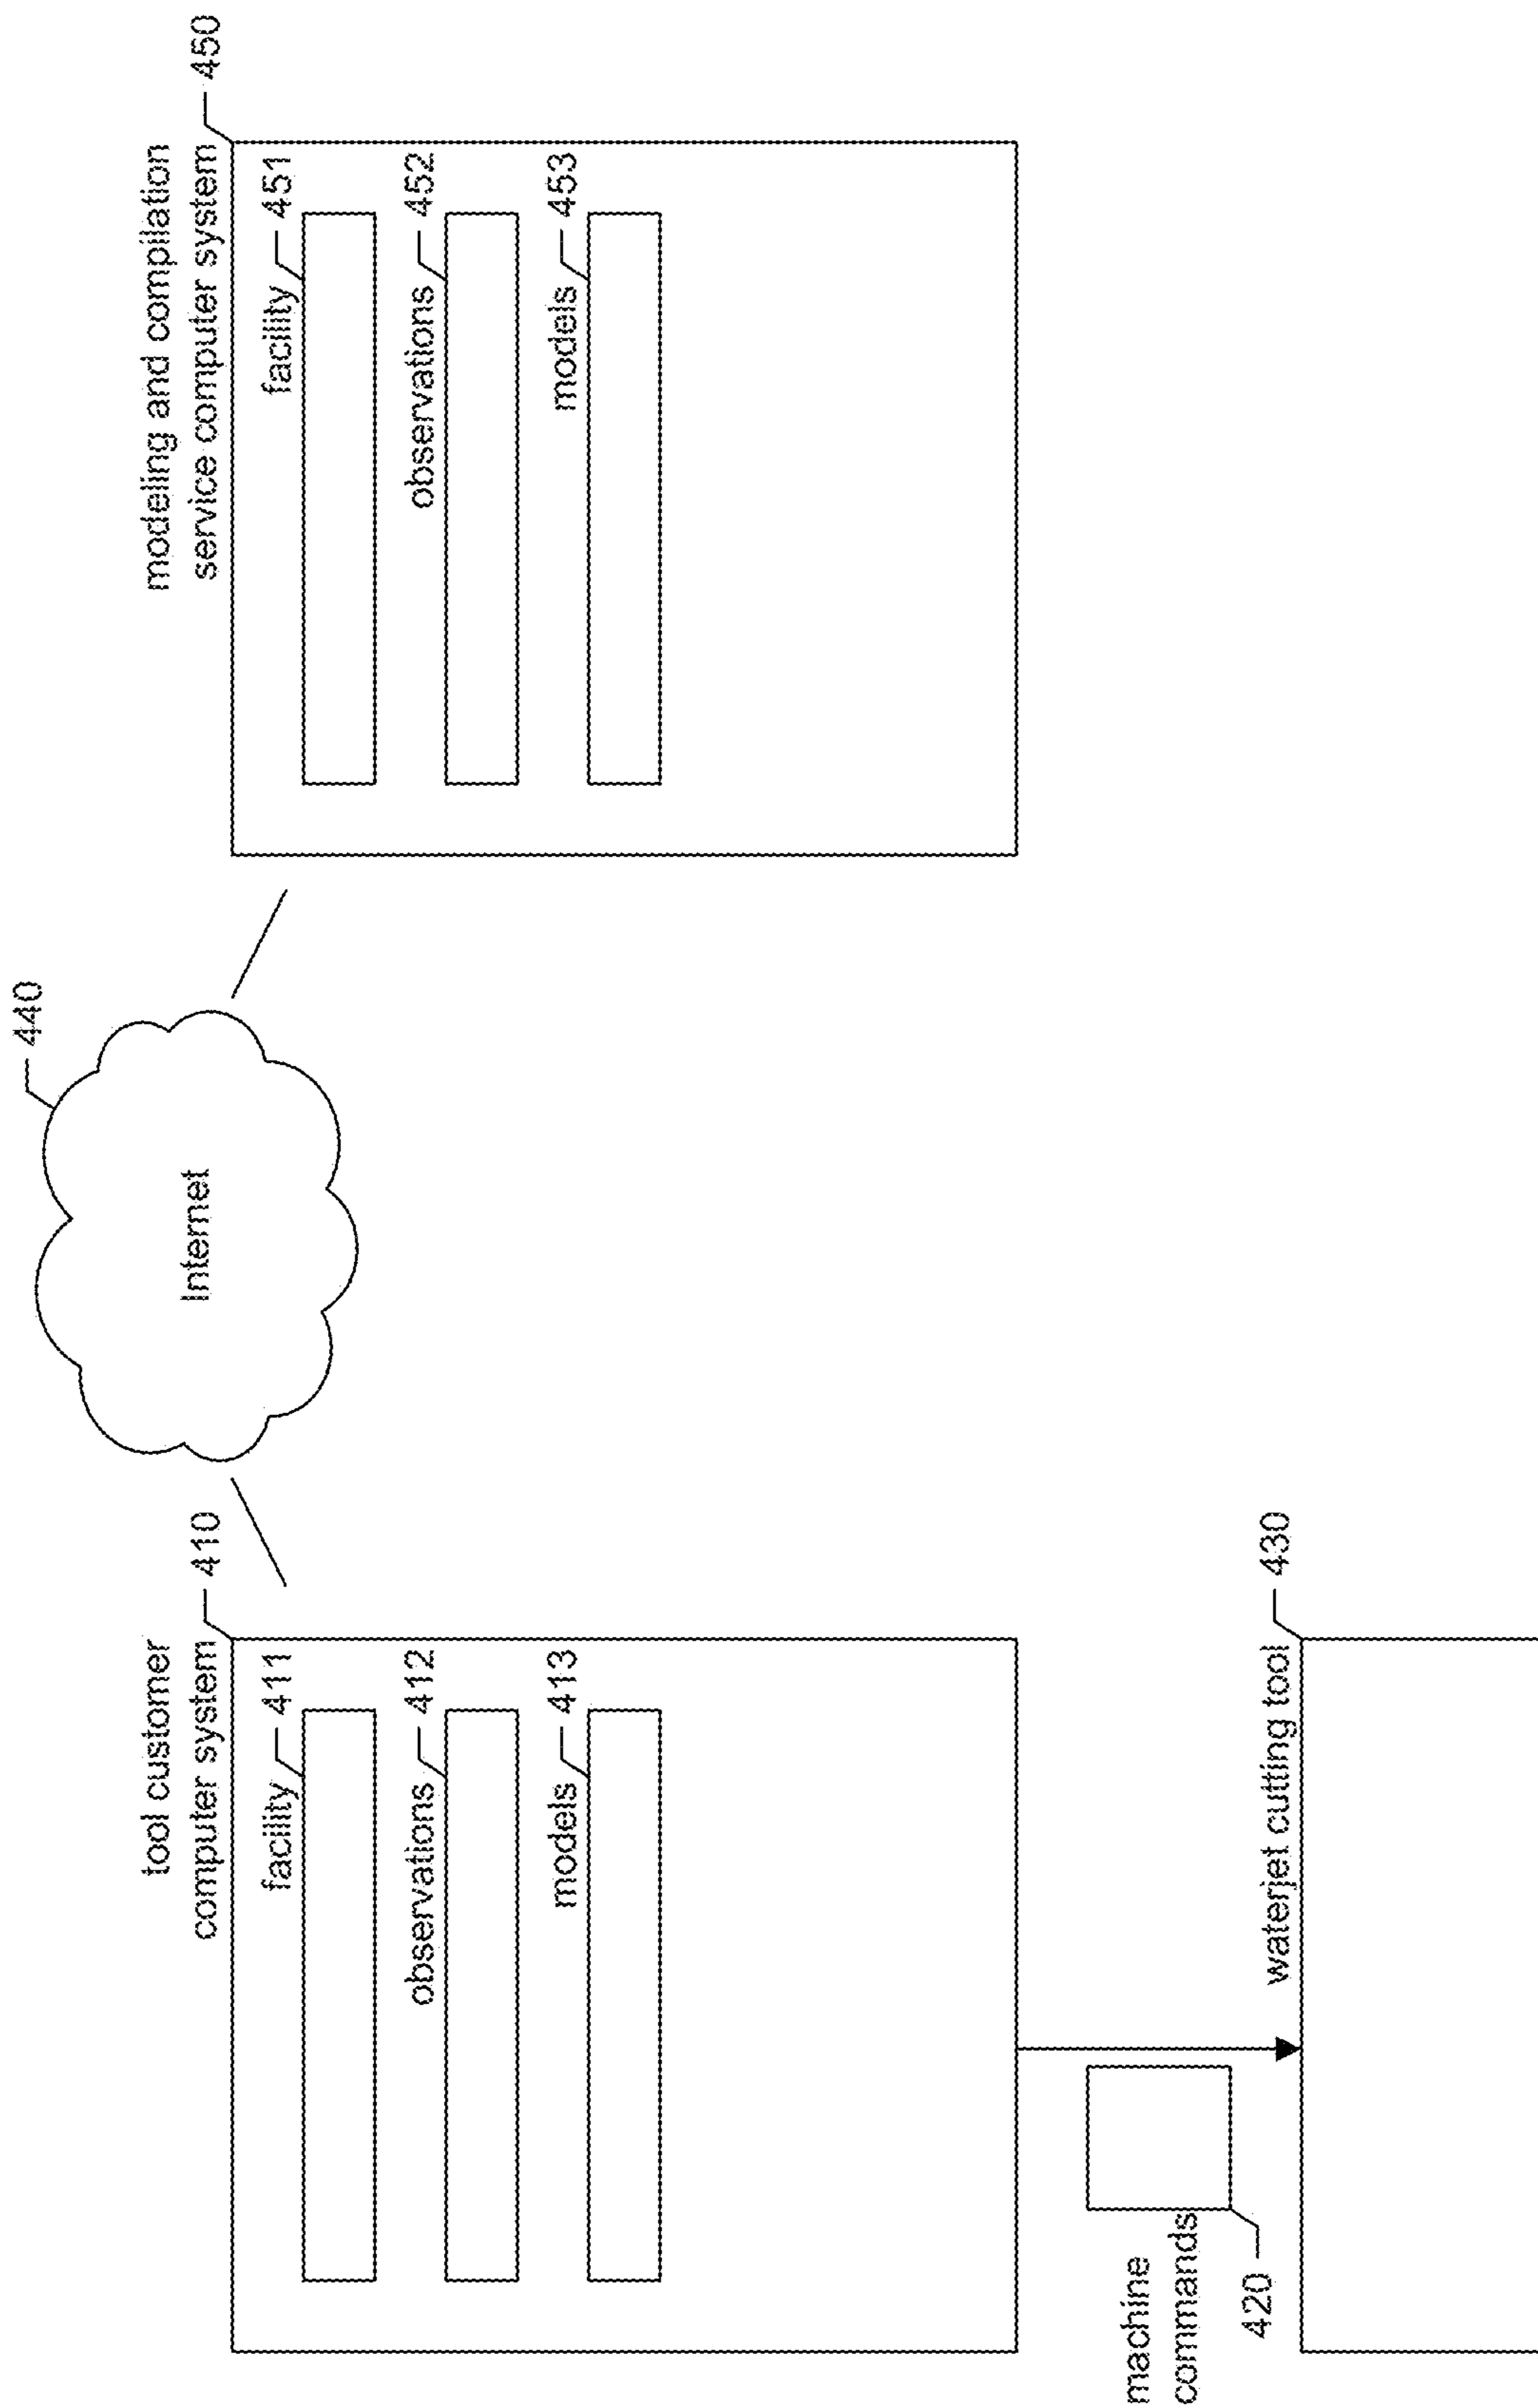 tool customer
computer system
410
facility
411
observations
412
models
413
machine
commands
420
waterjet cutting tool
430
Internet
440
modeling and compilation
service computer system
450
facility
451
observations
452
models
453